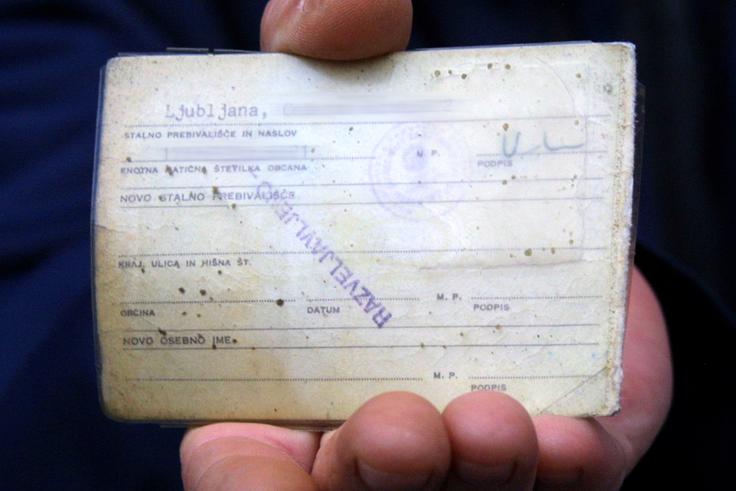 Ljubljana,
STALNO PREBIVALIŠČE IN NASLOV
M. P.
PODPIS
ENOTNA MATIČNA ŠTEVILKA OBČANA
NOVO STALNO PREBIVALIŠČE
RAZVELJAVLJENO
KRAJ, ULICA IN HIŠNA ŠT.
M. P.
OBČINA DATUM PODPIS
NOVO OSEBNO IME
M. P.
PODPIS